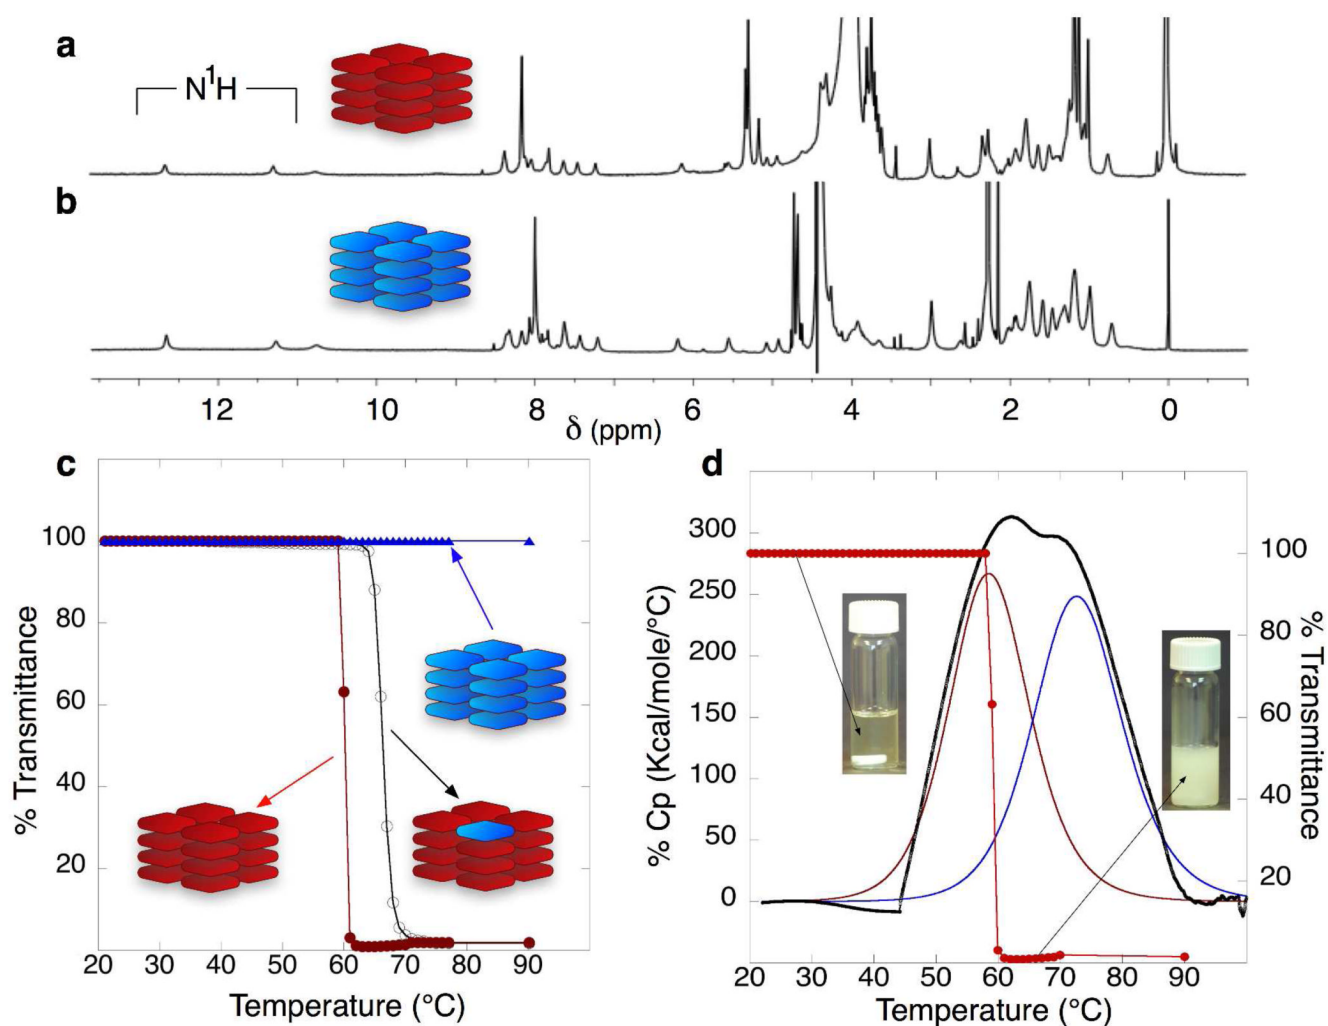 a
N¹H
b
12 10 8 6 4 2 0
δ (ppm)
c
100
80
60
40
20
% Transmittance
20 30 40 50 60 70 80 90
Temperature (°C)
d
300
250
200
150
100
50
0
% Cp (Kcal/mole/°C)
100
80
60
40
20
% Transmittance
20 30 40 50 60 70 80 90
Temperature (°C)